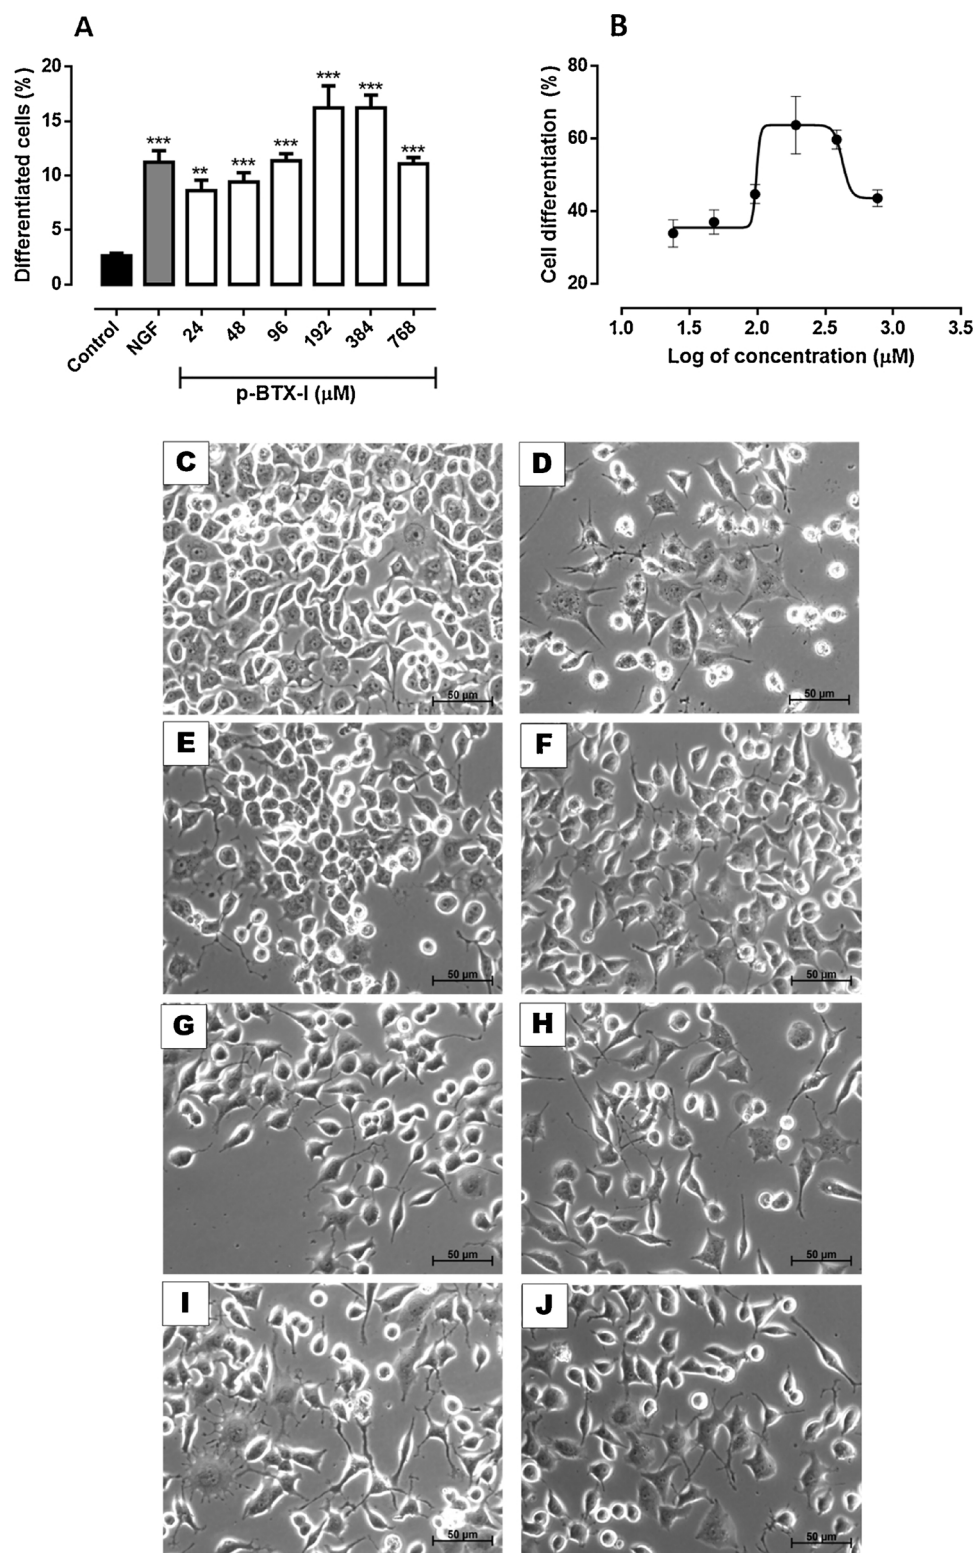 A
Differentiated cells (%)
20
15
10
5
0
***
**
***
***
***
***
***
Control
NGF
24
48
96
192
384
768
p-BTX-I (µM)
B
Cell differentiation (%)
80
60
40
20
1.0
1.5
2.0
2.5
3.0
3.5
Log of concentration (µM)
C
50 µm
D
50 µm
E
50 µm
F
50 µm
G
50 µm
H
50 µm
I
50 µm
J
50 µm